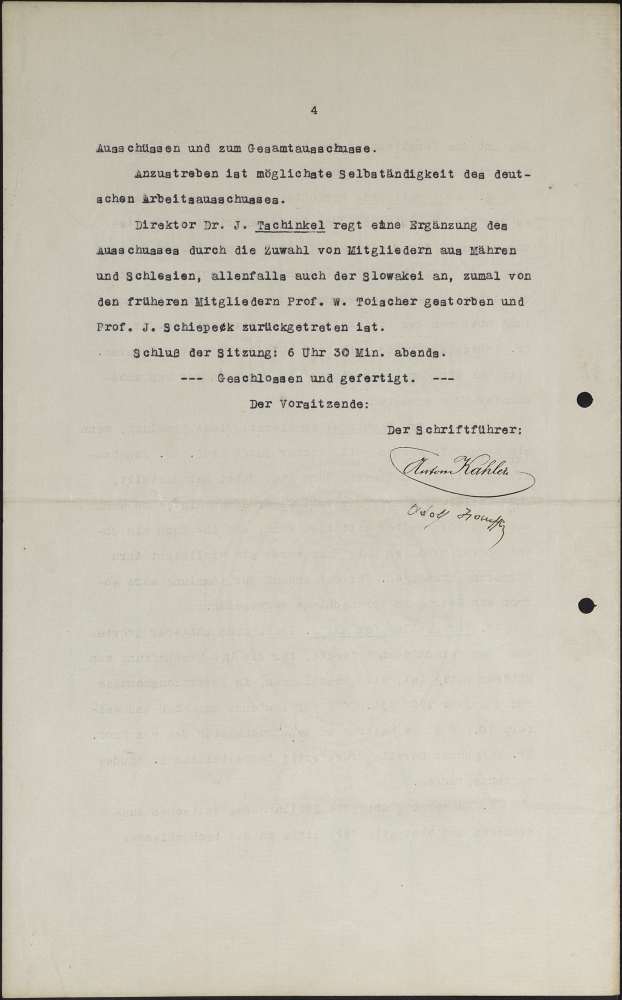 4
Ausschüssen und zum Gesamtausschusse.
Anzustreben ist möglichste Selbständigkeit des deut-
schen Arbeitsausschusses.
Direktor Dr. J. Tschinkel regt eine Ergänzung des
Ausschusses durch die Zuwahl von Mitgliedern aus Mähren
und Schlesien, allenfalls auch der Slowakei an, zumal von
den früheren Mitgliedern Prof. W. Toischer gestorben und
Prof. J. Schiepek zurückgetreten ist.
Schluß der Sitzung: 6 Uhr 30 Min. abends.
--- Geschlossen und gefertigt. ---
Der Vorsitzende:
Der Schriftführer:
Anton Kahler
Adolf